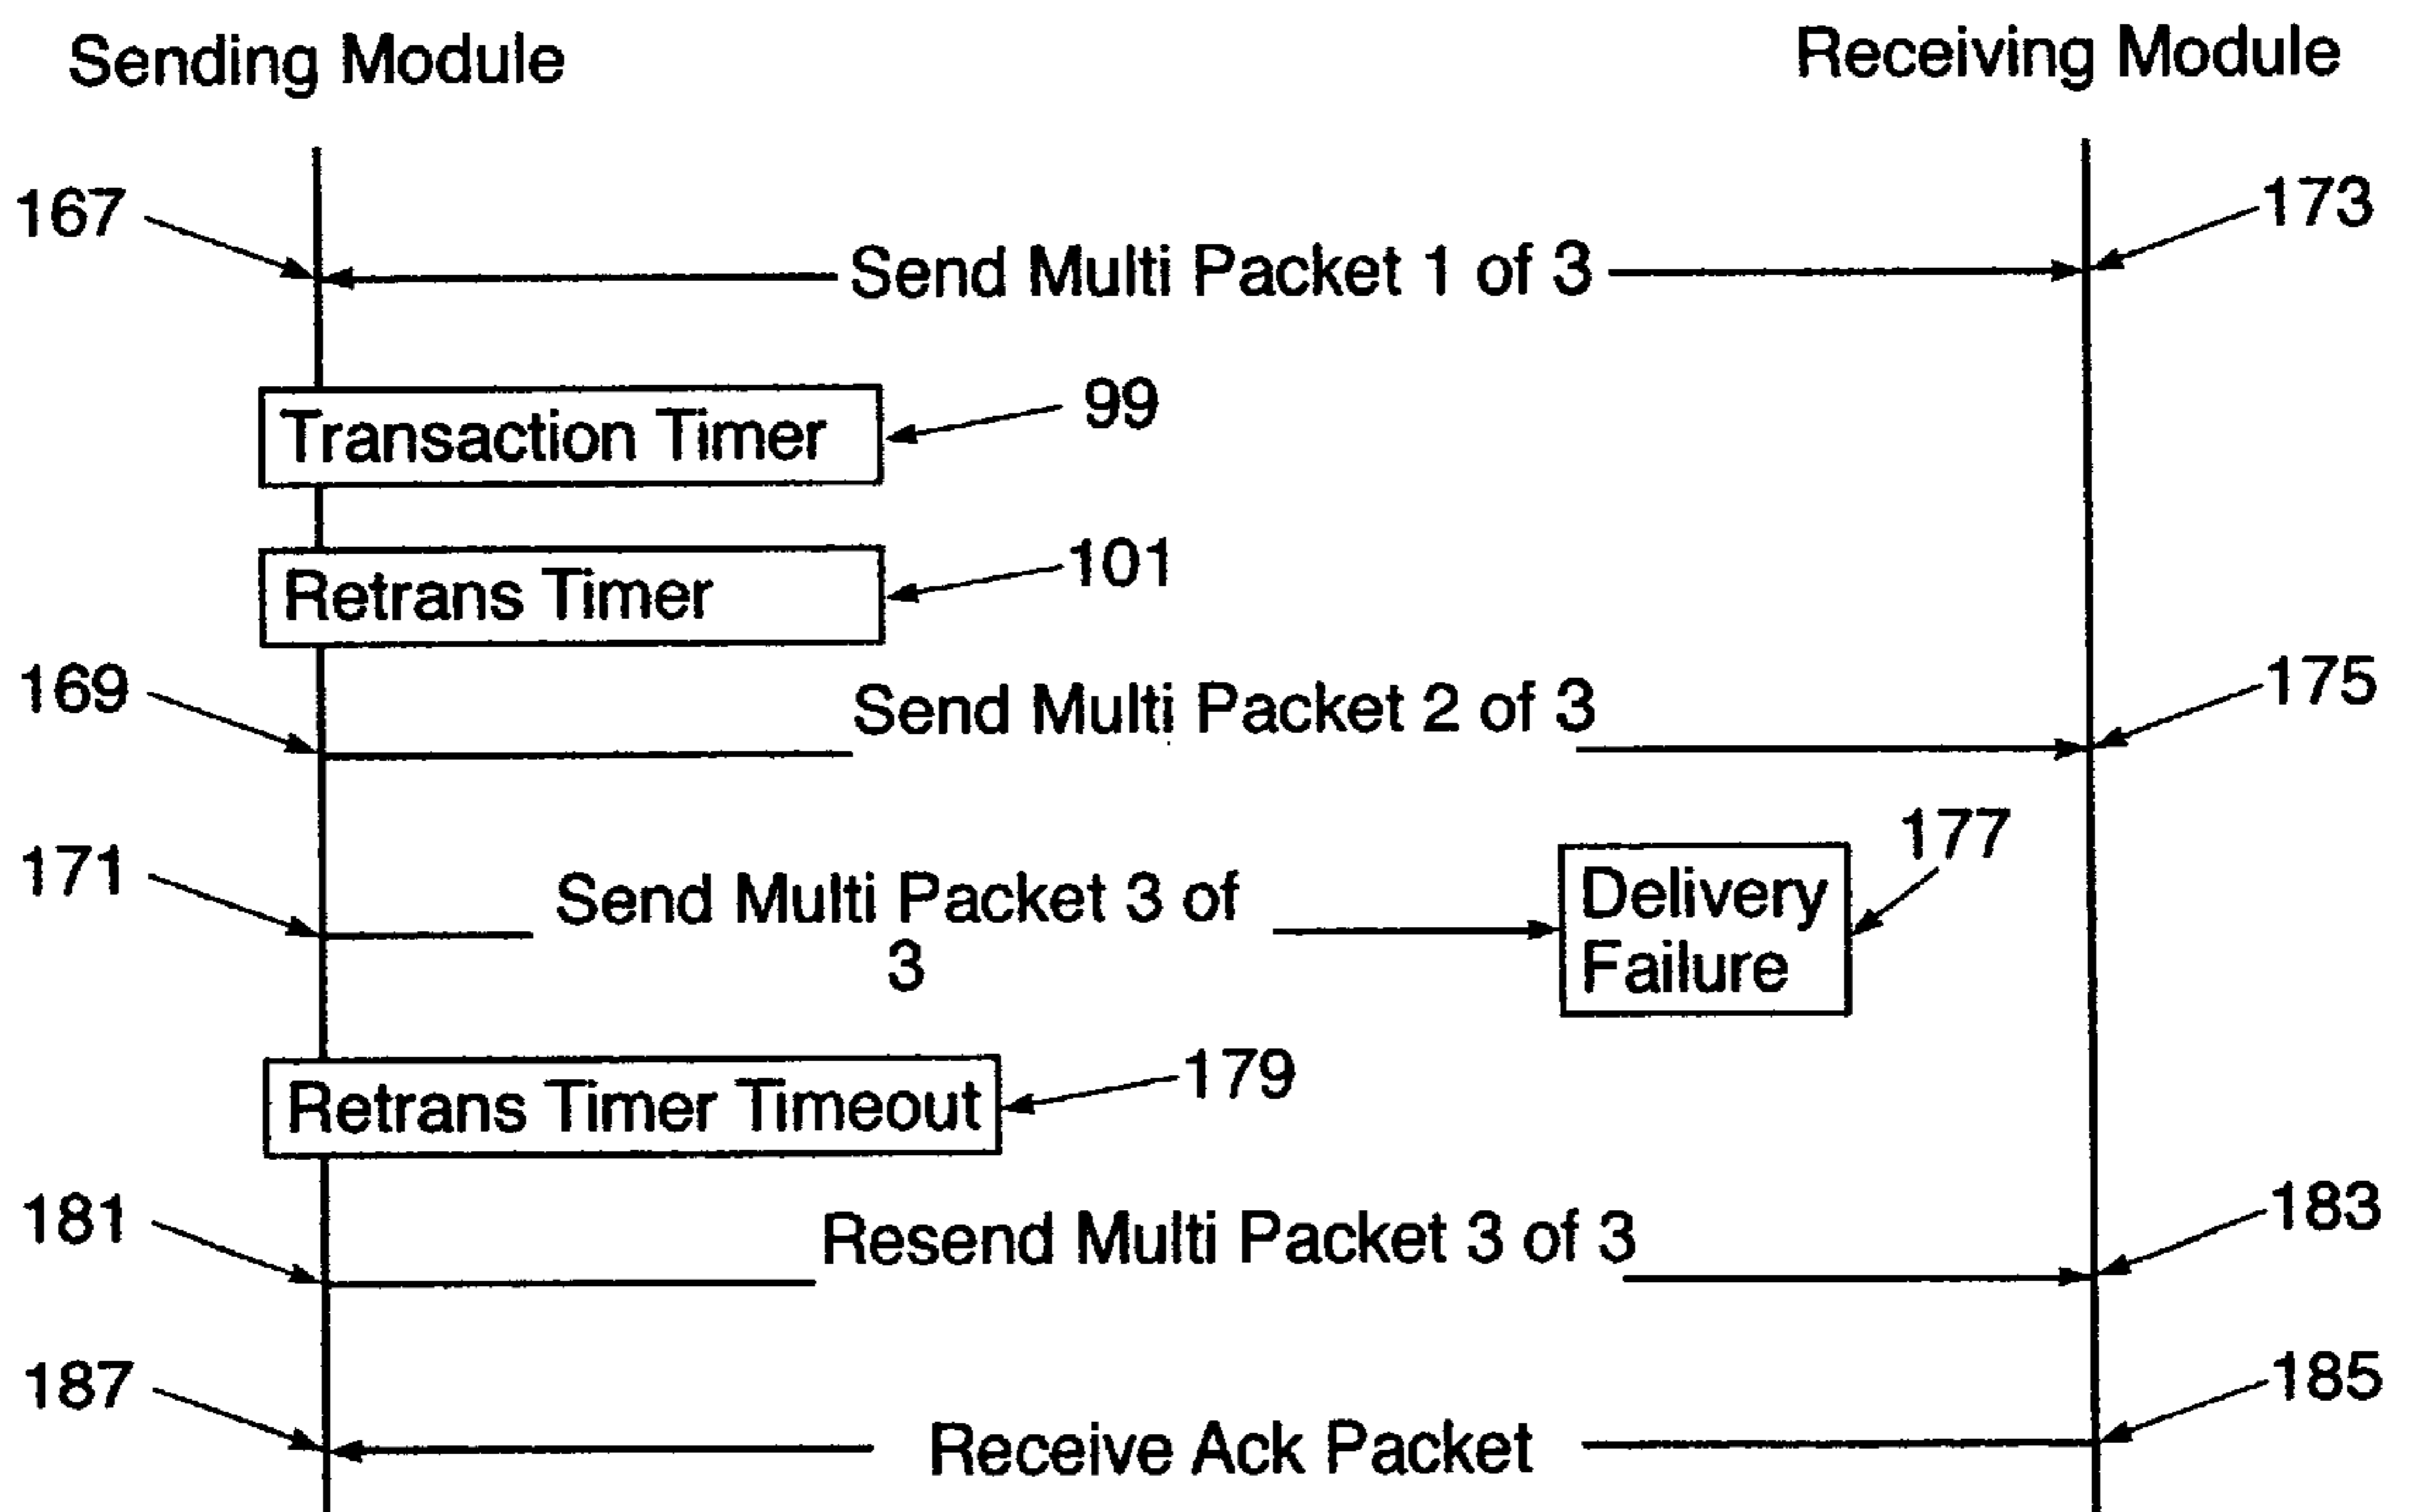 Sending Module
Receiving Module
167
173
Send Multi Packet 1 of 3
99
Transaction Timer
101
Retrans Timer
169
175
Send Multi Packet 2 of 3
171
177
Send Multi Packet 3 of
3
Delivery
Failure
179
Retrans Timer Timeout
181
183
Resend Multi Packet 3 of 3
187
185
Receive Ack Packet